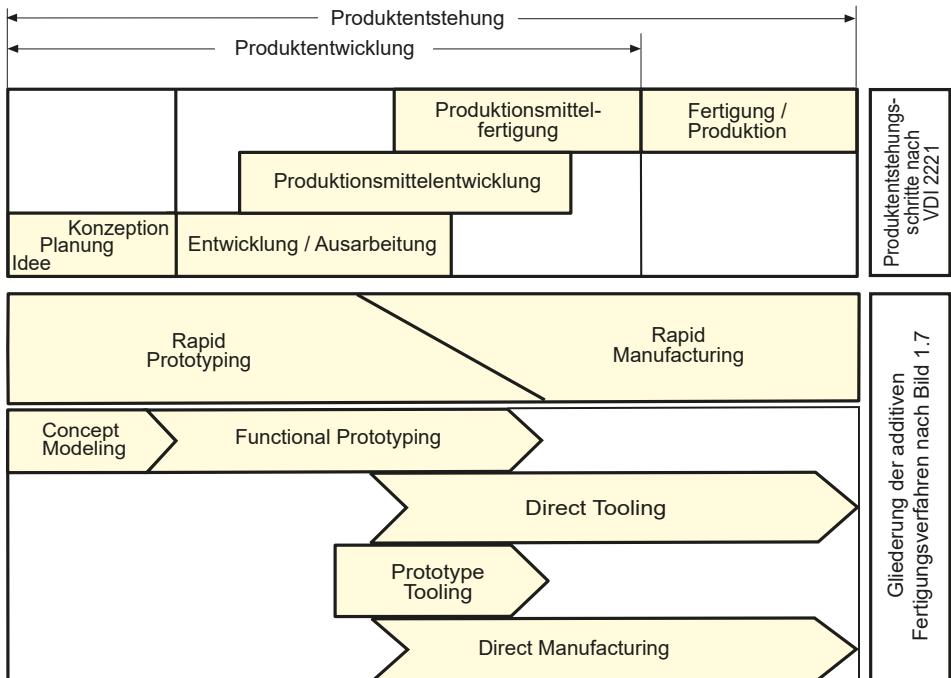 Produktentstehung
Produktentwicklung
Produktionsmittel-
fertigung
Fertigung /
Produktion
Produktionsmittelentwicklung
Konzeption
Planung
Idee
Entwicklung / Ausarbeitung
Produktentstehungs-
schritte nach
VDI 2221
Rapid
Prototyping
Rapid
Manufacturing
Concept
Modeling
Functional Prototyping
Direct Tooling
Prototype
Tooling
Direct Manufacturing
Gliederung der additiven
Fertigungsverfahren nach Bild 1.7